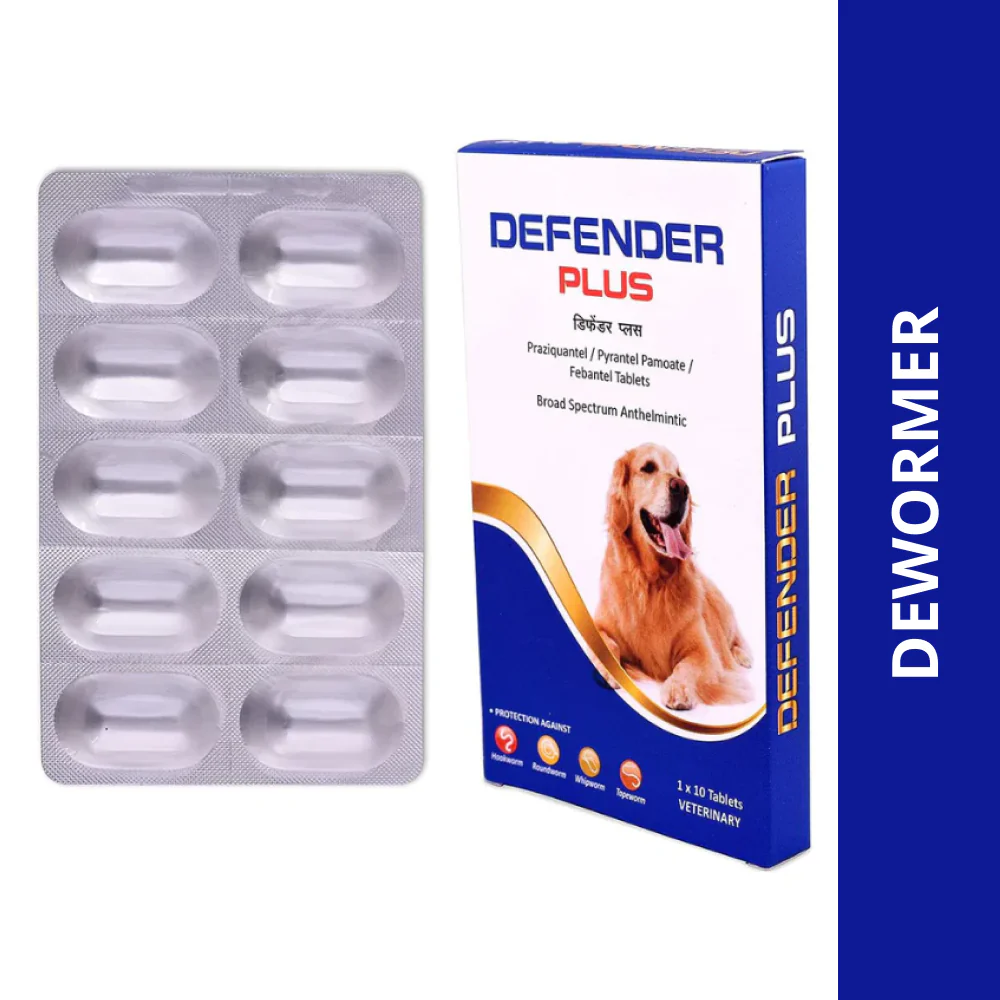 DEFENDER
PLUS
डिफेंडर प्लस
Praziquantel / Pyrantel Pamoate /
Febantel Tablets
Broad Spectrum Anthelmintic
• PROTECTION AGAINST
Hookworm
Roundworm
Whipworm
Tapeworm
1 x 10 Tablets
VETERINARY
DEFENDER PLUS
DEWORMER